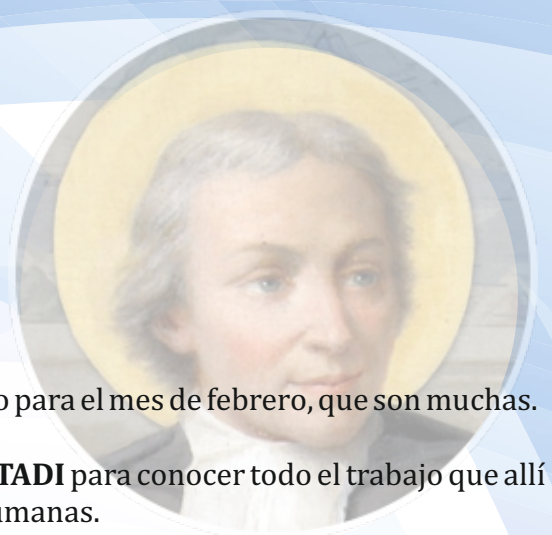 o para el mes de febrero, que son muchas.
TADI para conocer todo el trabajo que allí
umanas.